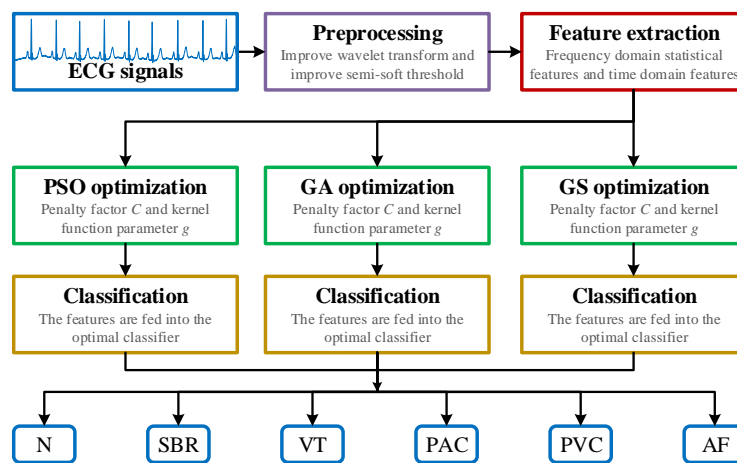 ECG signals
Preprocessing
Improve wavelet transform and
improve semi-soft threshold
Feature extraction
Frequency domain statistical
features and time domain features
PSO optimization
Penalty factor C and kernel
function parameter g
GA optimization
Penalty factor C and kernel
function parameter g
GS optimization
Penalty factor C and kernel
function parameter g
Classification
The features are fed into the
optimal classifier
Classification
The features are fed into the
optimal classifier
Classification
The features are fed into the
optimal classifier
N
SBR
VT
PAC
PVC
AF